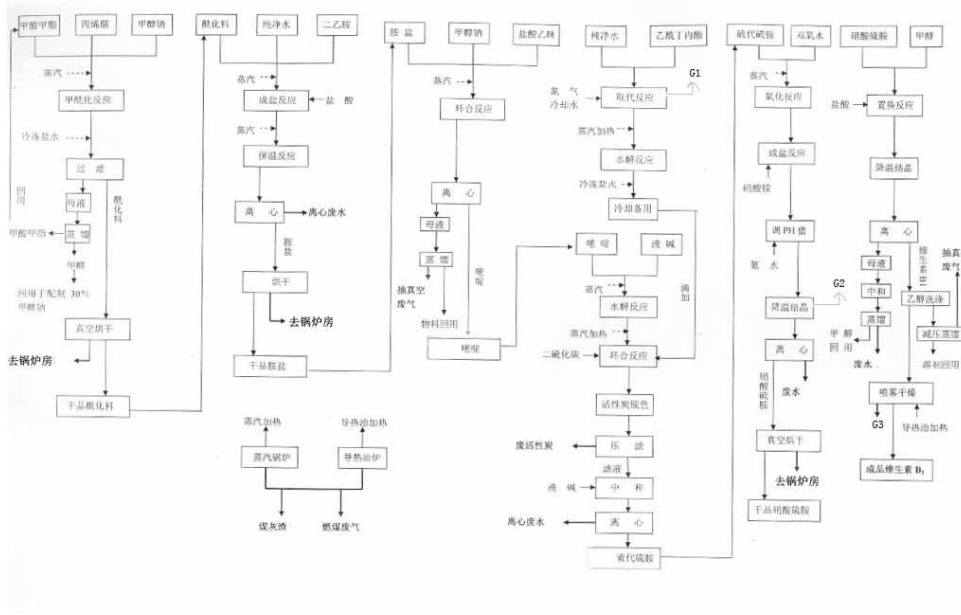 甲酸甲脂
丙烯腈
甲醇钠
蒸汽
甲酰化反应
冷冻盐水
过 滤
回用
母液
酰化料
甲酸甲脂
蒸馏
甲醇
回用于配制 30%
甲醇钠
真空烘干
去锅炉房
干品酰化料
酰化料
纯净水
二乙胺
蒸汽
成盐反应
盐 酸
蒸汽
保温反应
离 心
离心废水
胺盐
烘干
去锅炉房
干品胺盐
蒸汽加热
导热油加热
蒸汽锅炉
导热油炉
煤灰渣
燃煤废气
胺 盐
甲醇钠
盐酸乙脒
蒸汽
环合反应
离 心
母液
蒸馏
嘧啶
抽真空
废气
物料回用
嘧啶
纯净水
乙酰丁内酯
G1
氯 气
冷却水
取代反应
蒸汽加热
水解反应
冷冻盐水
冷却备用
嘧啶
液碱
滴加
蒸汽
水解反应
蒸汽加热
二硫化碳
环合反应
活性炭脱色
废活性炭
压 滤
滤液
液 碱
中 和
离心废水
离 心
硫代硫胺
硫代硫胺
双氧水
蒸汽
氧化反应
成盐反应
硝酸铵
调PH值
氨 水
G2
降温结晶
离 心
硝酸硫胺
废水
真空烘干
去锅炉房
干品硝酸硫胺
硝酸硫胺
甲醇
盐酸
置换反应
降温结晶
离 心
母液
维生素B1
抽真
废气
中和
乙醇洗涤
蒸馏
减压蒸馏
甲 醇
回 用
废水
溶剂回用
喷雾干燥
G3
导热油加热
成品维生素 B₁